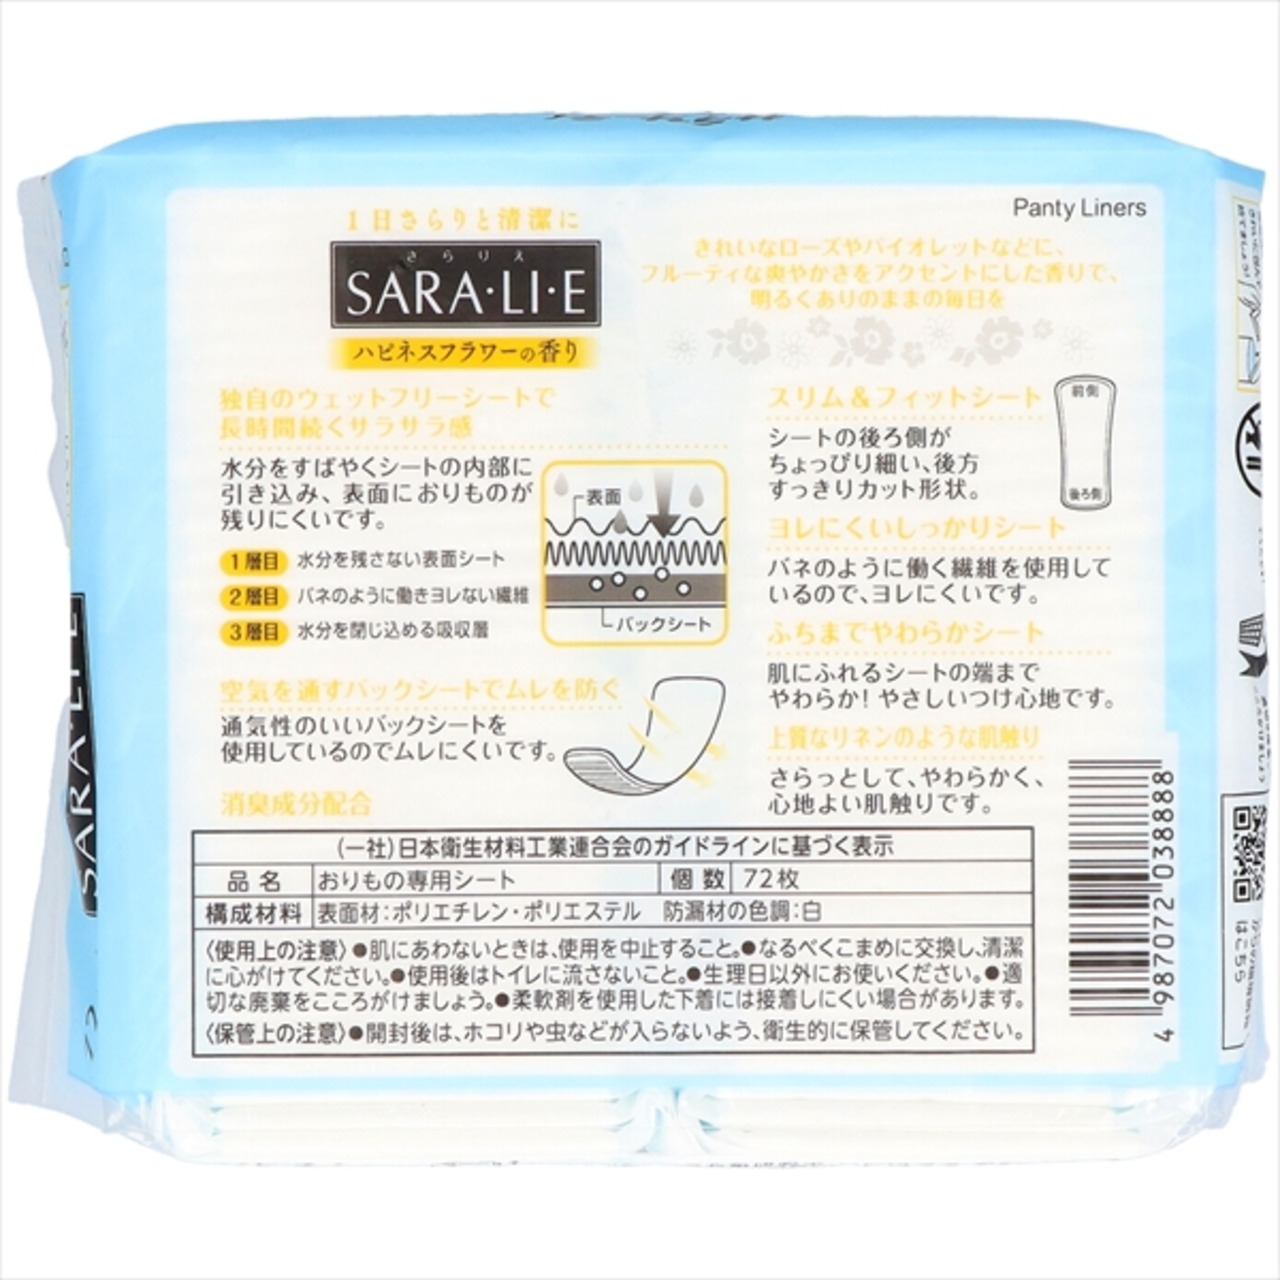 Panty Liners
1日さらりと清潔に
さらりえ
SARA・LI・E
ハピネスフラワーの香り
きれいなローズやバイオレットなどに、
フルーティな爽やかさをアクセントにした香りで、
明るくありのままの毎日を
独自のウェットフリーシートで
長時間続くサラサラ感
水分をすばやくシートの内部に
引き込み、表面におりものが
残りにくいです。
1層目 水分を残さない表面シート
2層目 バネのように働きヨレない繊維
3層目 水分を閉じ込める吸収層
表面
バックシート
空気を通すバックシートでムレを防ぐ
通気性のいいバックシートを
使用しているのでムレにくいです。
消臭成分配合
スリム&フィットシート
シートの後ろ側が
ちょっぴり細い、後方
すっきりカット形状。
前側
後ろ側
ヨレにくいしっかりシート
バネのように働く繊維を使用して
いるので、ヨレにくいです。
ふちまでやわらかシート
肌にふれるシートの端まで
やわらか!やさしいつけ心地です。
上質なリネンのような肌触り
さらっとして、やわらかく、
心地よい肌触りです。
(一社)日本衛生材料工業連合会のガイドラインに基づく表示
品名 おりもの専用シート 個数 72枚
構成材料 表面材:ポリエチレン・ポリエステル 防漏材の色調:白
〈使用上の注意〉●肌にあわないときは、使用を中止すること。●なるべくこまめに交換し、清潔
に心がけてください。●使用後はトイレに流さないこと。●生理日以外にお使いください。●適
切な廃棄をこころがけましょう。●柔軟剤を使用した下着には接着しにくい場合があります。
〈保管上の注意〉●開封後は、ホコリや虫などが入らないよう、衛生的に保管してください。
4 987072 038888
SARA・LI・E
はこちら